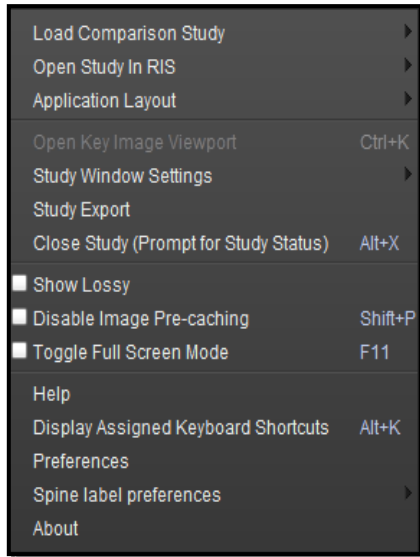 Load Comparison Study
Open Study In RIS
Application Layout
Open Key Image Viewport Ctrl+K
Study Window Settings
Study Export
Close Study (Prompt for Study Status) Alt+X
Show Lossy
Disable Image Pre-caching Shift+P
Toggle Full Screen Mode F11
Help
Display Assigned Keyboard Shortcuts Alt+K
Preferences
Spine label preferences
About